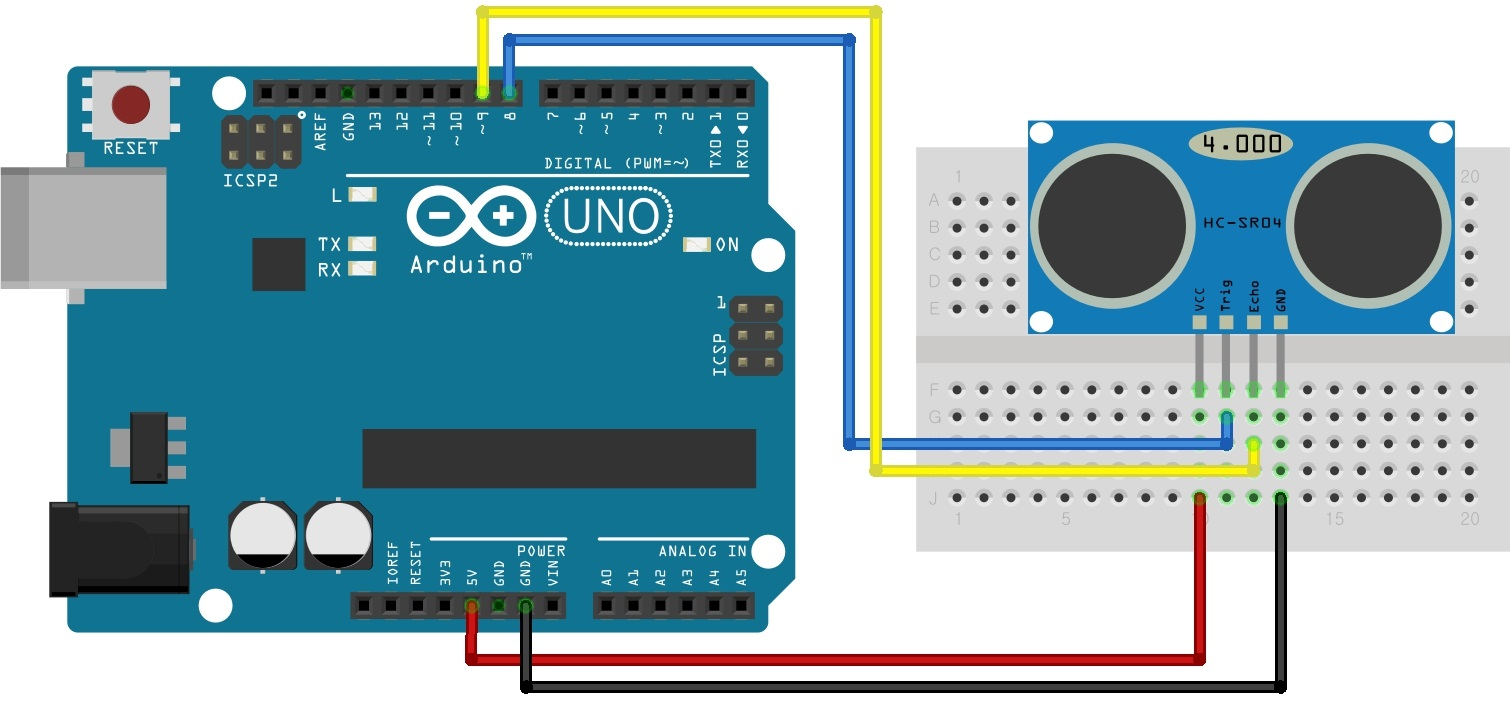 RESET
ICSP2
AREF
GND
13
12
~11
~10
~9
8
7
~6
~5
4
~3
2
TX0▶1
RX0◀0
DIGITAL (PWM=~)
L
TX
RX
UNO
Arduino™
ON
1
ICSP
IOREF
RESET
3V3
5V
GND
GND
VIN
POWER
ANALOG IN
A0
A1
A2
A3
A4
A5
4.000
HC-SR04
VCC
Trig
Echo
GND
1 20
A
B
C
D
E
F
G
J
1 5 15 20